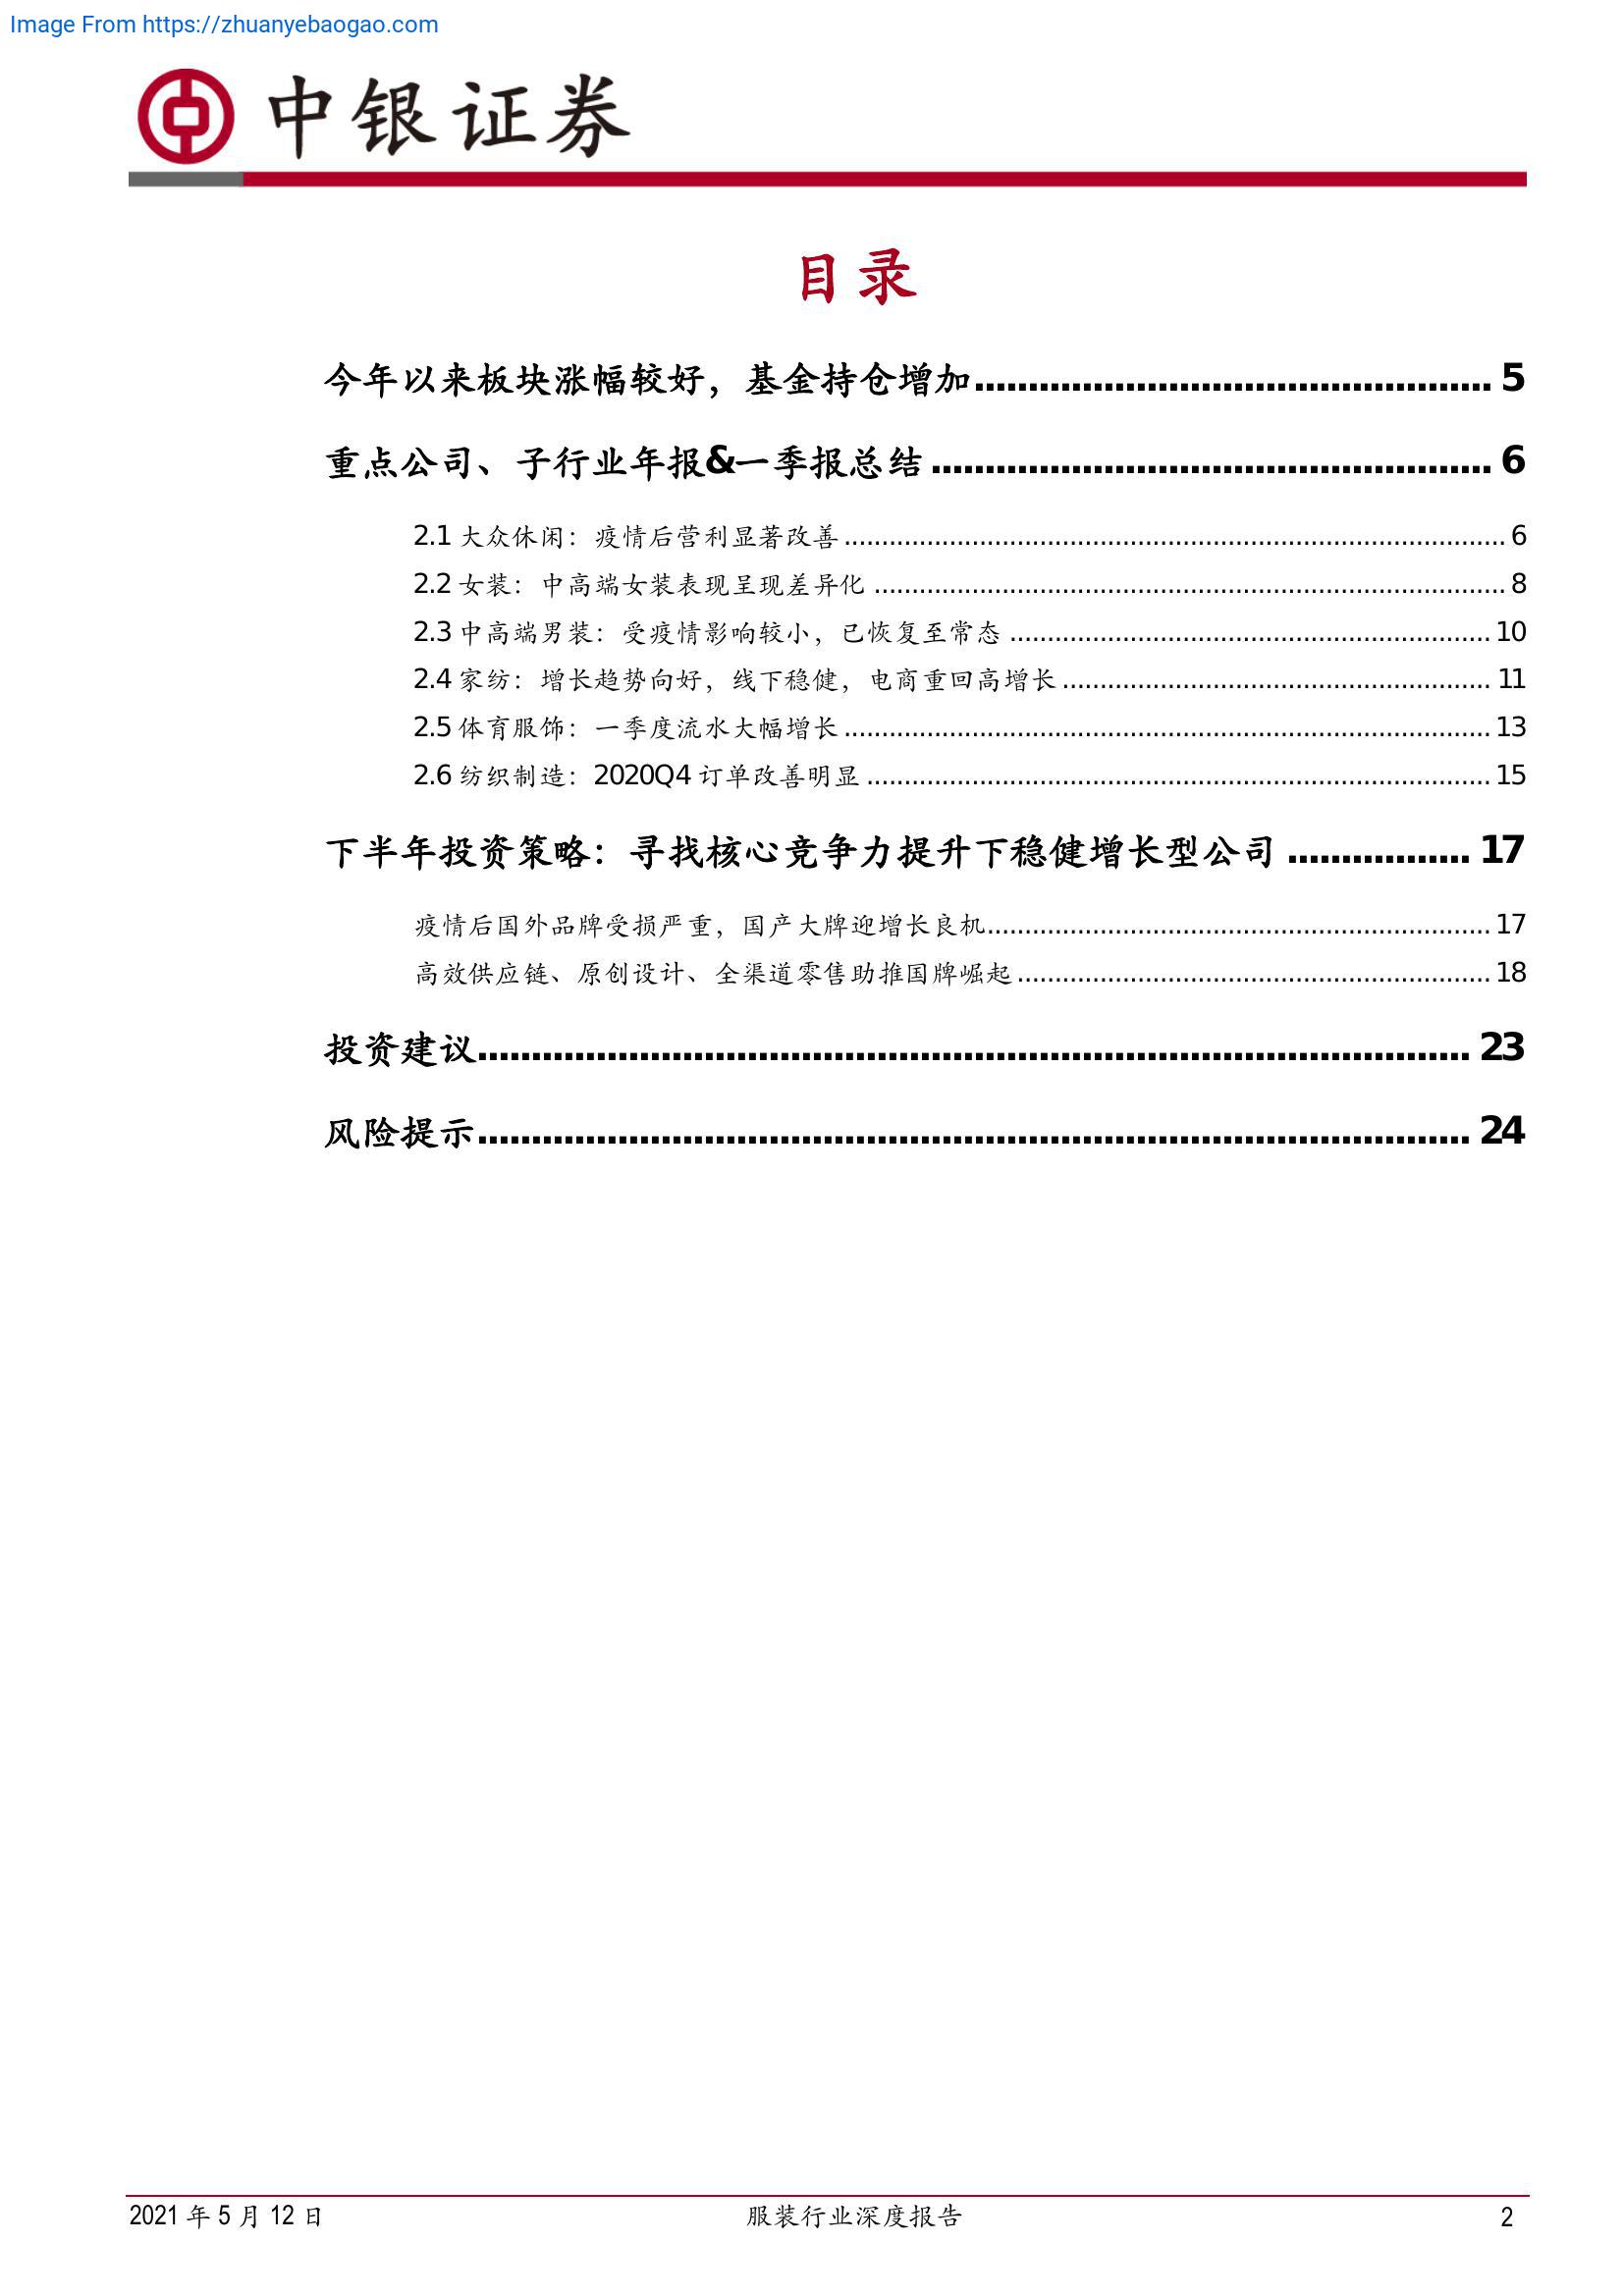 Image From https://zhuanyebaogao.com
中银证券
目录
今年以来板块涨幅较好，基金持仓增加................................................ 5
重点公司、子行业年报&一季报总结.................................................... 6
2.1 大众休闲：疫情后营利显著改善........................................................................................ 6
2.2 女装：中高端女装表现呈现差异化.................................................................................... 8
2.3 中高端男装：受疫情影响较小，已恢复至常态................................................................ 10
2.4 家纺：增长趋势向好，线下稳健，电商重回高增长......................................................... 11
2.5 体育服饰：一季度流水大幅增长...................................................................................... 13
2.6 纺织制造：2020Q4 订单改善明显................................................................................... 15
下半年投资策略：寻找核心竞争力提升下稳健增长型公司................. 17
疫情后国外品牌受损严重，国产大牌迎增长良机................................................................... 17
高效供应链、原创设计、全渠道零售助推国牌崛起............................................................... 18
投资建议............................................................................................ 23
风险提示............................................................................................ 24
2021 年 5 月 12 日 服装行业深度报告 2